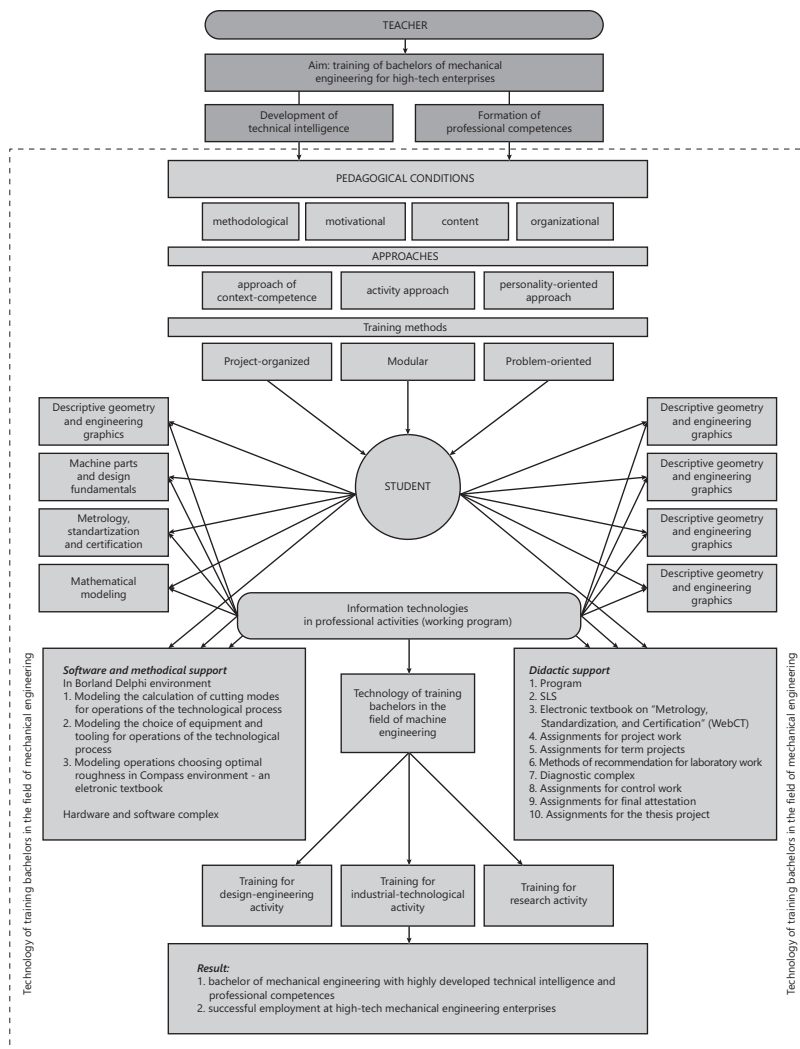 TEACHER
Aim: training of bachelors of mechanical
engineering for high-tech enterprises
Development of
technical intelligence
Formation of
professional competences
PEDAGOGICAL CONDITIONS
methodological
motivational
content
organizational
APPROACHES
approach of
context-competence
activity approach
personality-oriented
approach
Training methods
Project-organized
Modular
Problem-oriented
Descriptive geometry
and engineering
graphics
Machine parts
and design
fundamentals
Metrology,
standartization
and certification
Mathematical
modeling
STUDENT
Descriptive geometry
and engineering
graphics
Descriptive geometry
and engineering
graphics
Descriptive geometry
and engineering
graphics
Descriptive geometry
and engineering
graphics
Information technologies
in professional activities (working program)
Software and methodical support
In Borland Delphi environment
1. Modeling the calculation of cutting modes
for operations of the technological process
2. Modeling the choice of equipment and
tooling for operations of the technological
process
3. Modeling operations choosing optimal
roughness in Compass environment - an
eletronic textbook
Hardware and software complex
Technology of training
bachelors in the
field of machine
engineering
Didactic support
1. Program
2. SLS
3. Electronic textbook on "Metrology,
Standardization, and Certification" (WebCT)
4. Assignments for project work
5. Assignments for term projects
6. Methods of recommendation for laboratory work
7. Diagnostic complex
8. Assignments for control work
9. Assignments for final attestation
10. Assignments for the thesis project
Training for
design-engineering
activity
Training for
industrial-technological
activity
Training for
research activity
Result:
1. bachelor of mechanical engineering with highly developed technical intelligence and
professional competences
2. successful employment at high-tech mechanical engineering enterprises
Technology of training bachelors in the field of mechanical engineering
Technology of training bachelors in the field of mechanical engineering